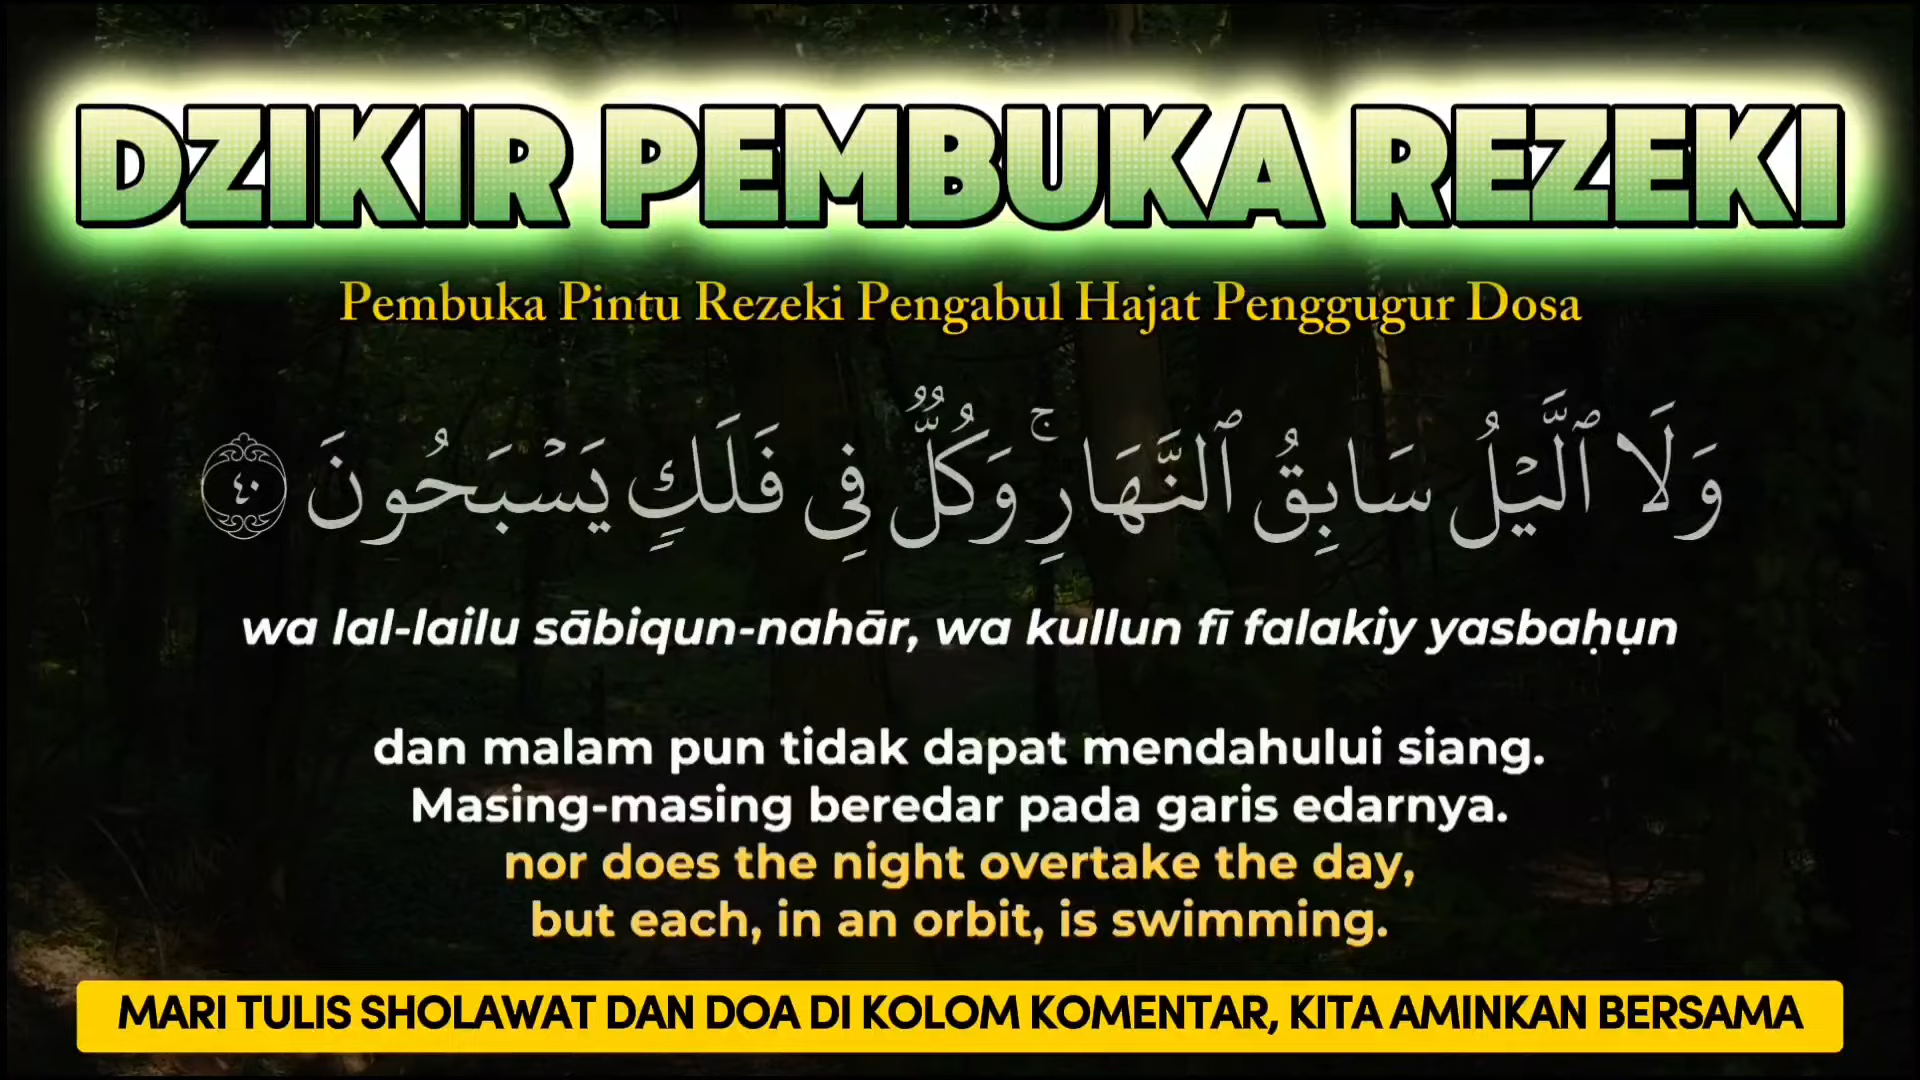 DZIKIR PEMBUKA REZEKI
Pembuka Pintu Rezeki Pengabul Hajat Penggugur Dosa
وَلَا ٱلَّيْلُ سَابِقُ ٱلنَّهَارِ ۚ وَكُلٌّ فِى فَلَكٍ يَسْبَحُونَ ٤٠
wa lal-lailu sābiqun-nahār, wa kullun fī falakiy yasbaḥụn
dan malam pun tidak dapat mendahului siang.
Masing-masing beredar pada garis edarnya.
nor does the night overtake the day,
but each, in an orbit, is swimming.
MARI TULIS SHOLAWAT DAN DOA DI KOLOM KOMENTAR, KITA AMINKAN BERSAMA